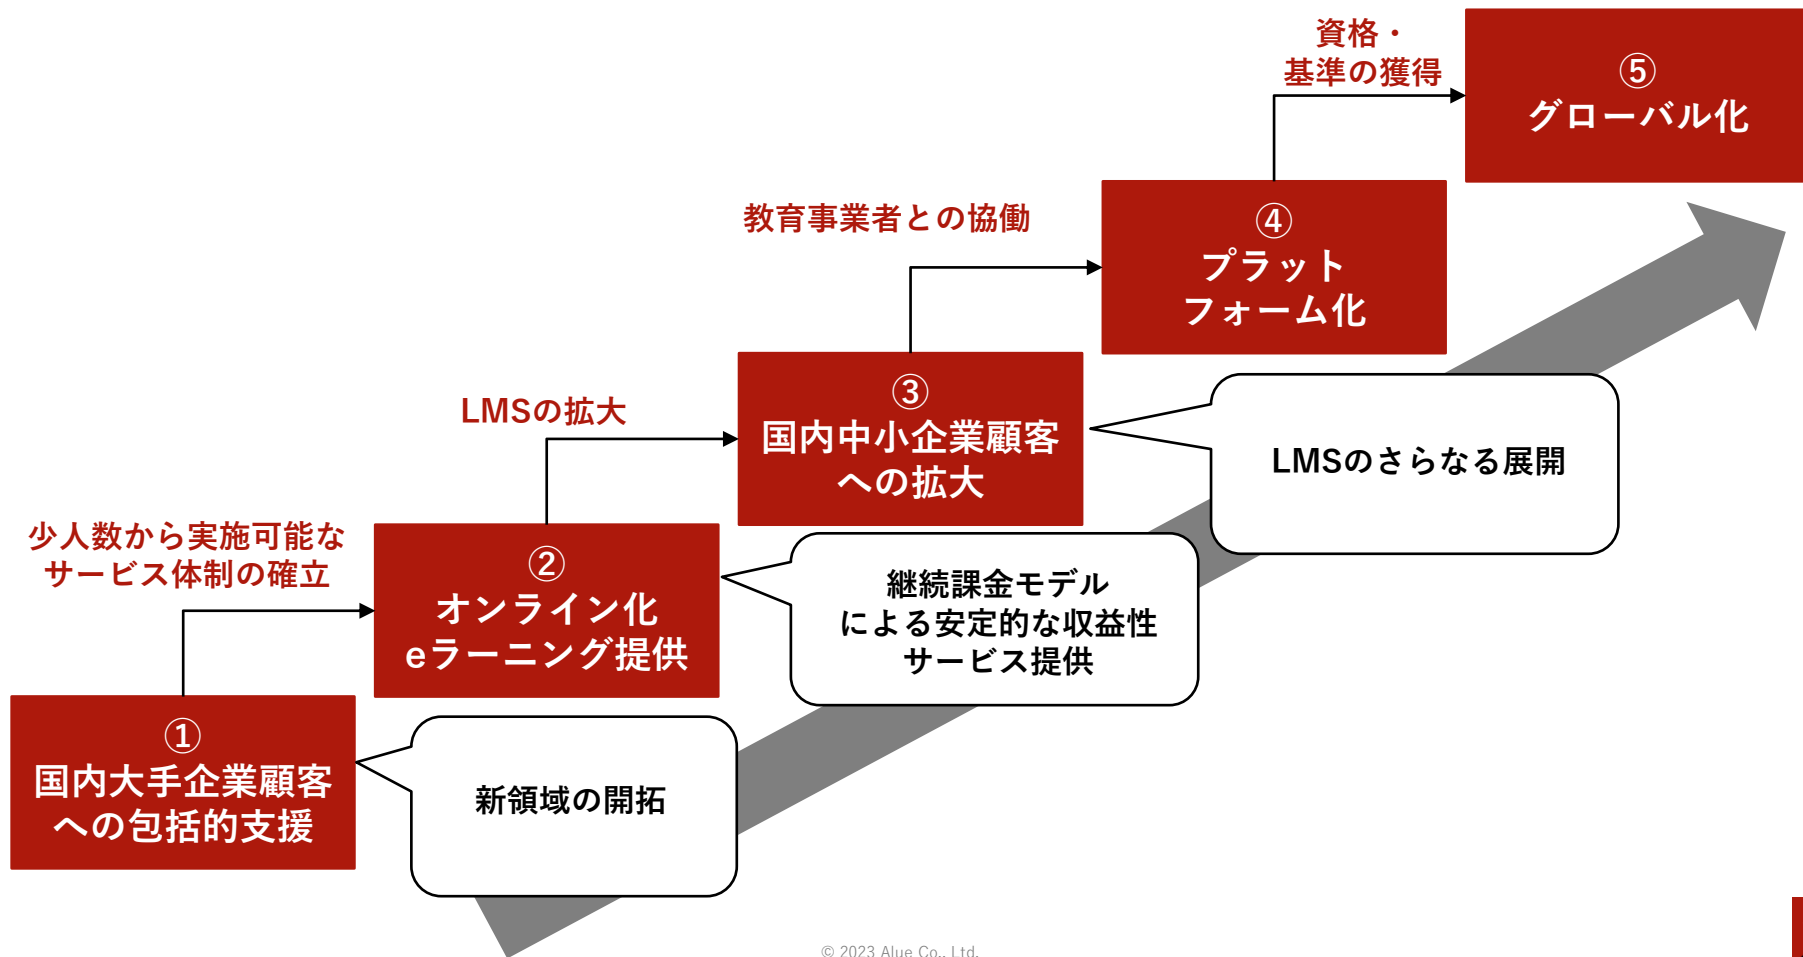 資格・
基準の獲得
⑤
グローバル化
教育事業者との協働
④
プラット
フォーム化
LMSの拡大
③
国内中小企業顧客
への拡大
LMSのさらなる展開
少人数から実施可能な
サービス体制の確立
②
オンライン化
eラーニング提供
継続課金モデル
による安定的な収益性
サービス提供
①
国内大手企業顧客
への包括的支援
新領域の開拓
© 2023 Alue Co., Ltd.